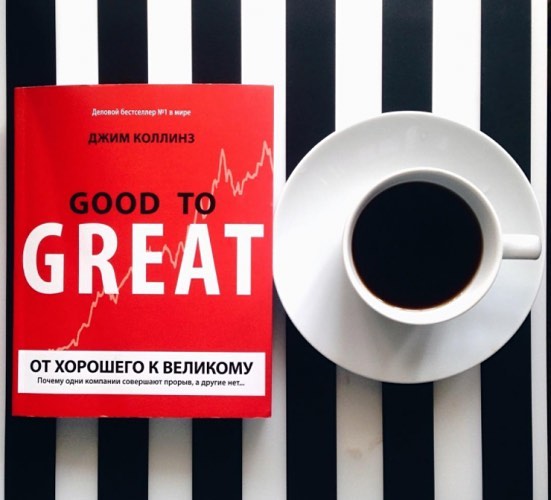 Деловой бестселлер №1 в мире
ДЖИМ КОЛЛИНЗ
GOOD TO
GREAT
ОТ ХОРОШЕГО К ВЕЛИКОМУ
Почему одни компании совершают прорыв, а другие нет...